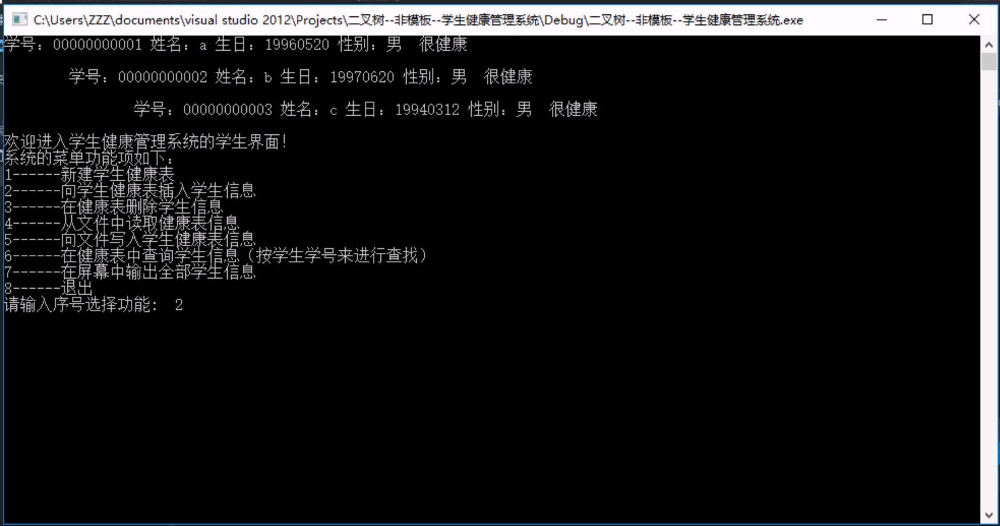 C:\Users\ZZZ\documents\visual studio 2012\Projects\二叉树--非模板--学生健康管理系统\Debug\二叉树--非模板--学生健康管理系统.exe
学号：00000000001 姓名：a 生日：19960520 性别：男  很健康
学号：00000000002 姓名：b 生日：19970620 性别：男  很健康
学号：00000000003 姓名：c 生日：19940312 性别：男  很健康
欢迎进入学生健康管理系统的学生界面!
系统的菜单功能项如下：
1------新建学生健康表
2------向学生健康表插入学生信息
3------在健康表删除学生信息
4------从文件中读取健康表信息
5------向文件写入学生健康表信息
6------在健康表中查询学生信息（按学生学号来进行查找）
7------在屏幕中输出全部学生信息
8------退出
请输入序号选择功能:  2